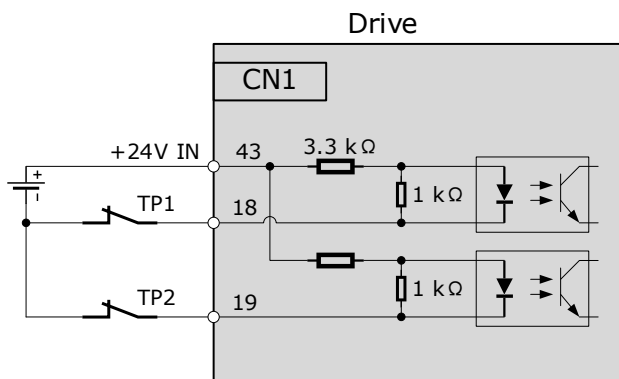 Drive
CN1
+24V IN 43 3.3 kΩ
+
-
TP1 18 1 kΩ
TP2 19 1 kΩ